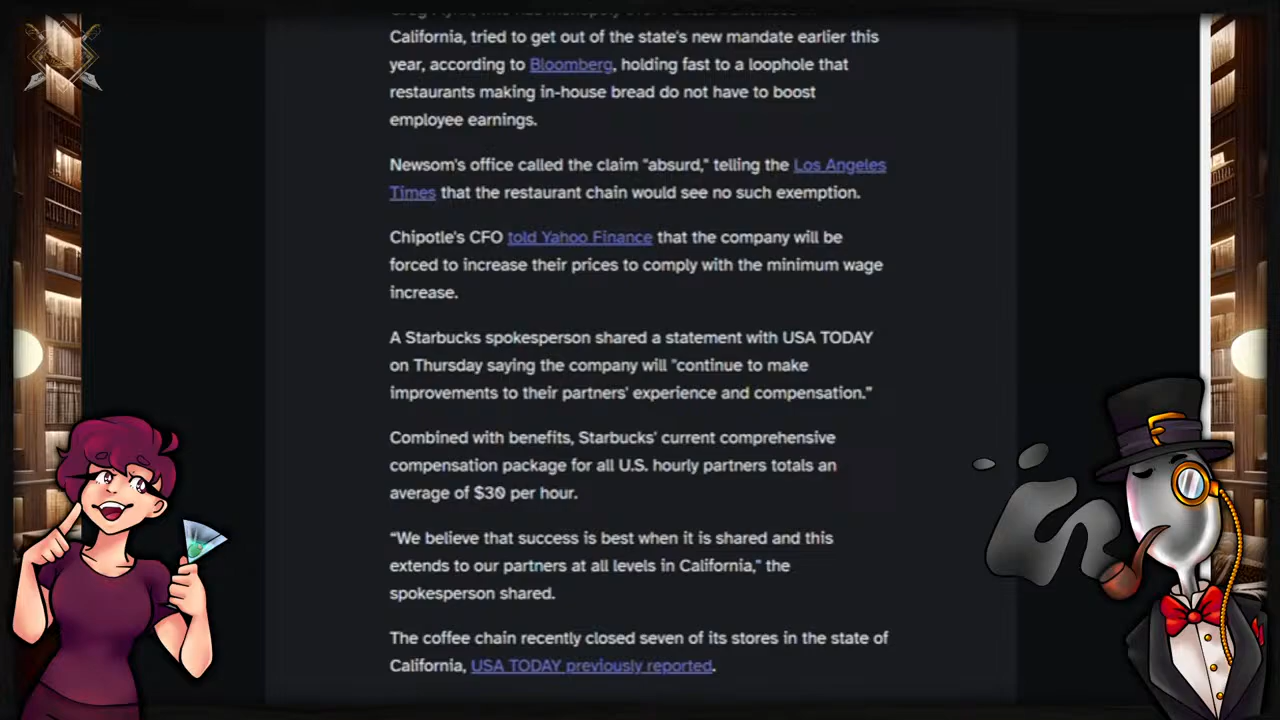 California, tried to get out of the state's new mandate earlier this
year, according to Bloomberg, holding fast to a loophole that
restaurants making in-house bread do not have to boost
employee earnings.
Newsom's office called the claim "absurd," telling the Los Angeles
Times that the restaurant chain would see no such exemption.
Chipotle's CFO told Yahoo Finance that the company will be
forced to increase their prices to comply with the minimum wage
increase.
A Starbucks spokesperson shared a statement with USA TODAY
on Thursday saying the company will "continue to make
improvements to their partners' experience and compensation."
Combined with benefits, Starbucks' current comprehensive
compensation package for all U.S. hourly partners totals an
average of $30 per hour.
“We believe that success is best when it is shared and this
extends to our partners at all levels in California,” the
spokesperson shared.
The coffee chain recently closed seven of its stores in the state of
California, USA TODAY previously reported.